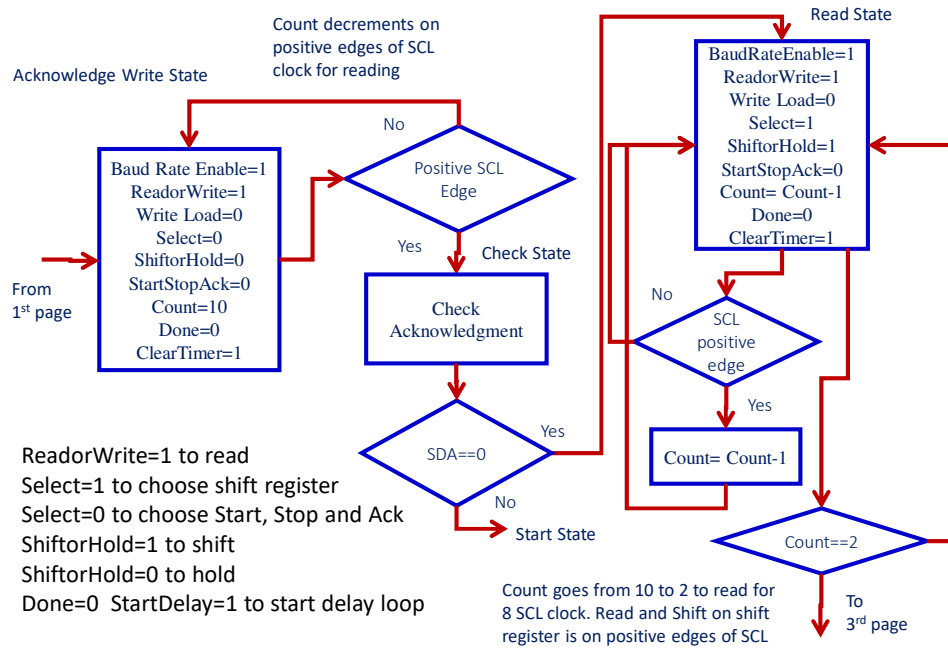 Count decrements on
positive edges of SCL
clock for reading
Acknowledge Write State
Baud Rate Enable=1
ReadorWrite=1
Write Load=0
Select=0
ShiftorHold=0
StartStopAck=0
Count=10
Done=0
ClearTimer=1
From
1st page
No
Positive SCL
Edge
Yes
Check State
Check
Acknowledgment
SDA==0
Yes
No
Start State
Read State
BaudRateEnable=1
ReadorWrite=1
Write Load=0
Select=1
ShiftorHold=1
StartStopAck=0
Count= Count-1
Done=0
ClearTimer=1
No
SCL
positive
edge
Yes
Count= Count-1
Count==2
To
3rd page
ReadorWrite=1 to read
Select=1 to choose shift register
Select=0 to choose Start, Stop and Ack
ShiftorHold=1 to shift
ShiftorHold=0 to hold
Done=0  StartDelay=1 to start delay loop
Count goes from 10 to 2 to read for
8 SCL clock. Read and Shift on shift
register is on positive edges of SCL